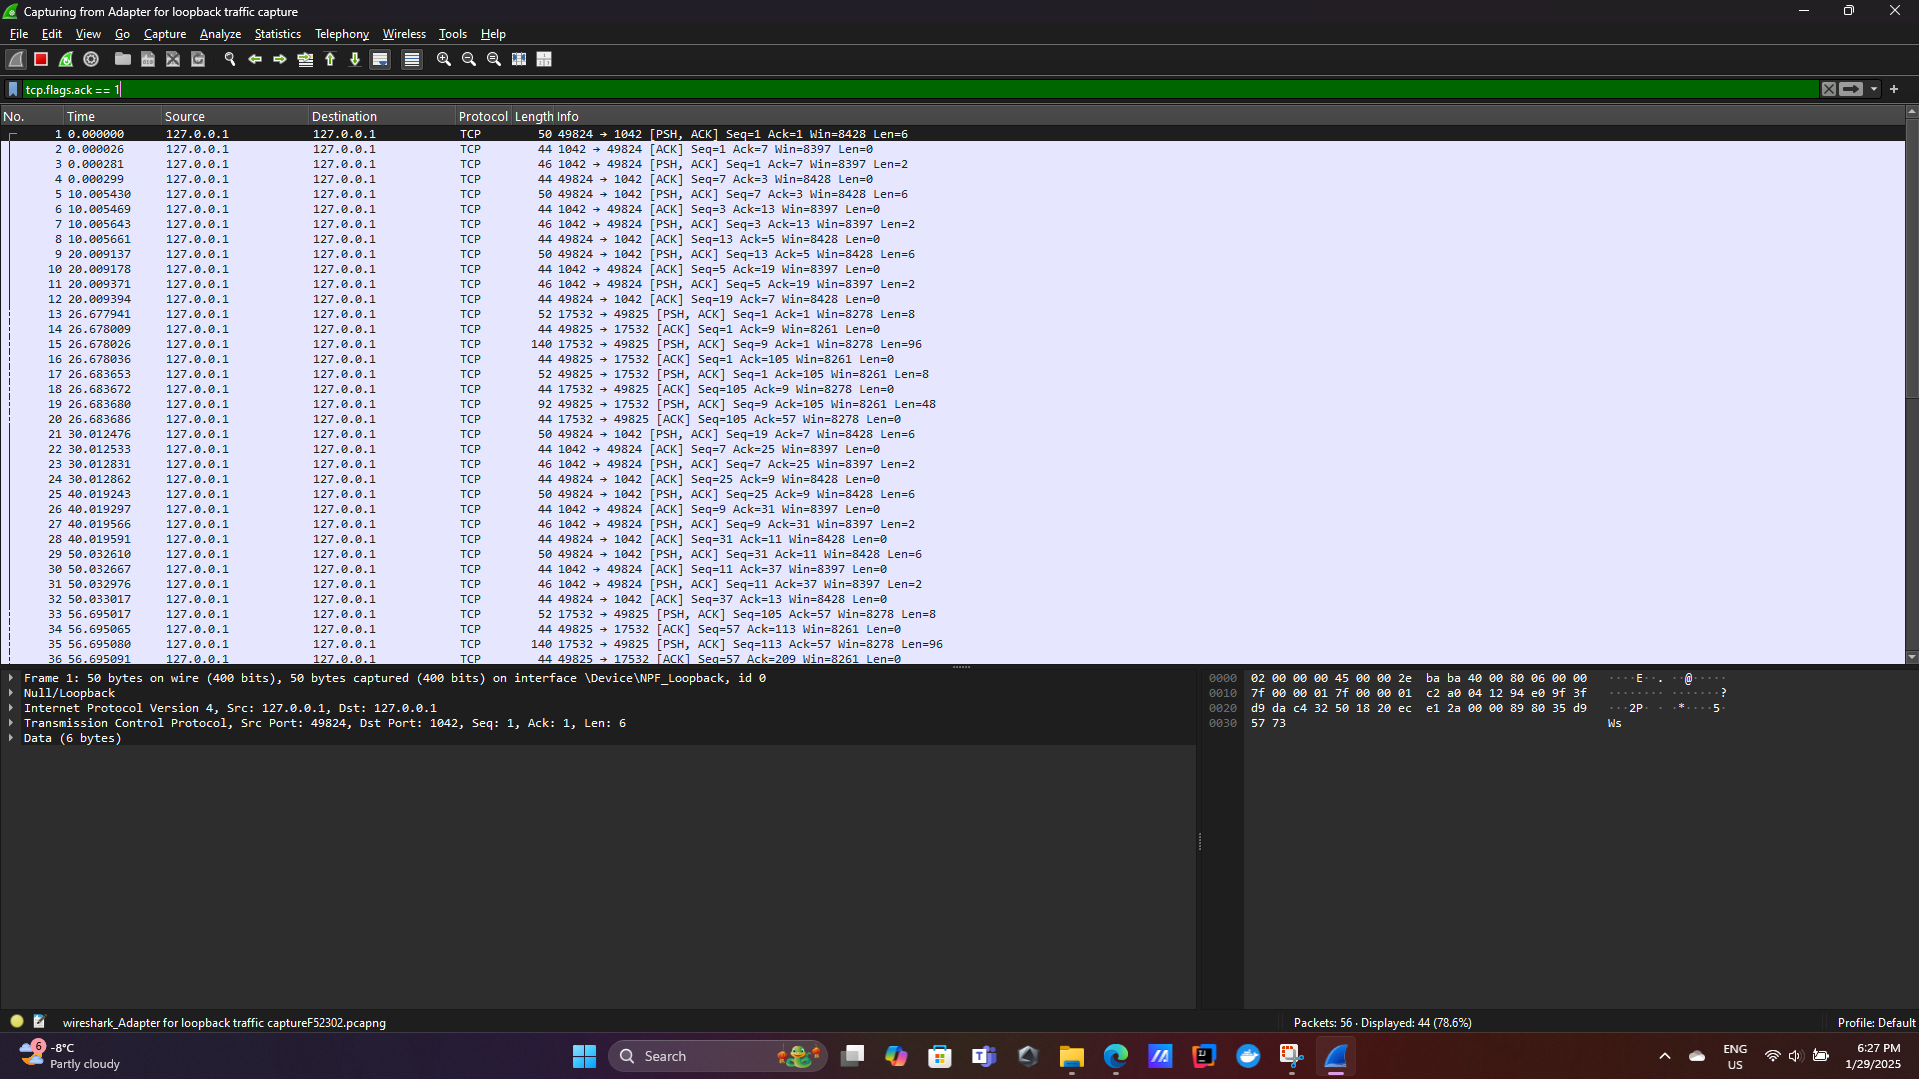 Capturing from Adapter for loopback traffic capture
File Edit View Go Capture Analyze Statistics Telephony Wireless Tools Help
tcp.flags.ack == 1
No. Time Source Destination Protocol Length Info
1 0.000000 127.0.0.1 127.0.0.1 TCP 50 49824 → 1042 [PSH, ACK] Seq=1 Ack=1 Win=8428 Len=6
2 0.000026 127.0.0.1 127.0.0.1 TCP 44 1042 → 49824 [ACK] Seq=1 Ack=7 Win=8397 Len=0
3 0.000281 127.0.0.1 127.0.0.1 TCP 46 1042 → 49824 [PSH, ACK] Seq=1 Ack=7 Win=8397 Len=2
4 0.000299 127.0.0.1 127.0.0.1 TCP 44 49824 → 1042 [ACK] Seq=7 Ack=3 Win=8428 Len=0
5 10.005430 127.0.0.1 127.0.0.1 TCP 50 49824 → 1042 [PSH, ACK] Seq=7 Ack=3 Win=8428 Len=6
6 10.005469 127.0.0.1 127.0.0.1 TCP 44 1042 → 49824 [ACK] Seq=3 Ack=13 Win=8397 Len=0
7 10.005643 127.0.0.1 127.0.0.1 TCP 46 1042 → 49824 [PSH, ACK] Seq=3 Ack=13 Win=8397 Len=2
8 10.005661 127.0.0.1 127.0.0.1 TCP 44 49824 → 1042 [ACK] Seq=13 Ack=5 Win=8428 Len=0
9 20.009137 127.0.0.1 127.0.0.1 TCP 50 49824 → 1042 [PSH, ACK] Seq=13 Ack=5 Win=8428 Len=6
10 20.009178 127.0.0.1 127.0.0.1 TCP 44 1042 → 49824 [ACK] Seq=5 Ack=19 Win=8397 Len=0
11 20.009371 127.0.0.1 127.0.0.1 TCP 46 1042 → 49824 [PSH, ACK] Seq=5 Ack=19 Win=8397 Len=2
12 20.009394 127.0.0.1 127.0.0.1 TCP 44 49824 → 1042 [ACK] Seq=19 Ack=7 Win=8428 Len=0
13 26.677941 127.0.0.1 127.0.0.1 TCP 52 17532 → 49825 [PSH, ACK] Seq=1 Ack=1 Win=8278 Len=8
14 26.678009 127.0.0.1 127.0.0.1 TCP 44 49825 → 17532 [ACK] Seq=1 Ack=9 Win=8261 Len=0
15 26.678026 127.0.0.1 127.0.0.1 TCP 140 17532 → 49825 [PSH, ACK] Seq=9 Ack=1 Win=8278 Len=96
16 26.678036 127.0.0.1 127.0.0.1 TCP 44 49825 → 17532 [ACK] Seq=1 Ack=105 Win=8261 Len=0
17 26.683653 127.0.0.1 127.0.0.1 TCP 52 49825 → 17532 [PSH, ACK] Seq=1 Ack=105 Win=8261 Len=8
18 26.683672 127.0.0.1 127.0.0.1 TCP 44 17532 → 49825 [ACK] Seq=105 Ack=9 Win=8278 Len=0
19 26.683680 127.0.0.1 127.0.0.1 TCP 92 49825 → 17532 [PSH, ACK] Seq=9 Ack=105 Win=8261 Len=48
20 26.683686 127.0.0.1 127.0.0.1 TCP 44 17532 → 49825 [ACK] Seq=105 Ack=57 Win=8278 Len=0
21 30.012476 127.0.0.1 127.0.0.1 TCP 50 49824 → 1042 [PSH, ACK] Seq=19 Ack=7 Win=8428 Len=6
22 30.012533 127.0.0.1 127.0.0.1 TCP 44 1042 → 49824 [ACK] Seq=7 Ack=25 Win=8397 Len=0
23 30.012831 127.0.0.1 127.0.0.1 TCP 46 1042 → 49824 [PSH, ACK] Seq=7 Ack=25 Win=8397 Len=2
24 30.012862 127.0.0.1 127.0.0.1 TCP 44 49824 → 1042 [ACK] Seq=25 Ack=9 Win=8428 Len=0
25 40.019243 127.0.0.1 127.0.0.1 TCP 50 49824 → 1042 [PSH, ACK] Seq=25 Ack=9 Win=8428 Len=6
26 40.019297 127.0.0.1 127.0.0.1 TCP 44 1042 → 49824 [ACK] Seq=9 Ack=31 Win=8397 Len=0
27 40.019566 127.0.0.1 127.0.0.1 TCP 46 1042 → 49824 [PSH, ACK] Seq=9 Ack=31 Win=8397 Len=2
28 40.019591 127.0.0.1 127.0.0.1 TCP 44 49824 → 1042 [ACK] Seq=31 Ack=11 Win=8428 Len=0
29 50.032610 127.0.0.1 127.0.0.1 TCP 50 49824 → 1042 [PSH, ACK] Seq=31 Ack=11 Win=8428 Len=6
30 50.032667 127.0.0.1 127.0.0.1 TCP 44 1042 → 49824 [ACK] Seq=11 Ack=37 Win=8397 Len=0
31 50.032976 127.0.0.1 127.0.0.1 TCP 46 1042 → 49824 [PSH, ACK] Seq=11 Ack=37 Win=8397 Len=2
32 50.033017 127.0.0.1 127.0.0.1 TCP 44 49824 → 1042 [ACK] Seq=37 Ack=13 Win=8428 Len=0
33 56.695017 127.0.0.1 127.0.0.1 TCP 52 17532 → 49825 [PSH, ACK] Seq=105 Ack=57 Win=8278 Len=8
34 56.695065 127.0.0.1 127.0.0.1 TCP 44 49825 → 17532 [ACK] Seq=57 Ack=113 Win=8261 Len=0
35 56.695080 127.0.0.1 127.0.0.1 TCP 140 17532 → 49825 [PSH, ACK] Seq=113 Ack=57 Win=8278 Len=96
36 56.695091 127.0.0.1 127.0.0.1 TCP 44 49825 → 17532 [ACK] Seq=57 Ack=209 Win=8261 Len=0
Frame 1: 50 bytes on wire (400 bits), 50 bytes captured (400 bits) on interface \Device\NPF_Loopback, id 0
Null/Loopback
Internet Protocol Version 4, Src: 127.0.0.1, Dst: 127.0.0.1
Transmission Control Protocol, Src Port: 49824, Dst Port: 1042, Seq: 1, Ack: 1, Len: 6
Data (6 bytes)
0000 02 00 00 00 45 00 00 2e ba ba 40 00 80 06 00 00 ····E··. ··@·····
0010 7f 00 00 01 7f 00 00 01 c2 a0 04 12 94 e0 9f 3f ········ ·······?
0020 d9 da c4 32 50 18 20 ec e1 2a 00 00 89 80 35 d9 ···2P· · ·*····5·
0030 57 73 Ws
wireshark_Adapter for loopback traffic captureF52302.pcapng
Packets: 56 · Displayed: 44 (78.6%)
Profile: Default
6
-8°C
Partly cloudy
Search
ENG
US
6:27 PM
1/29/2025